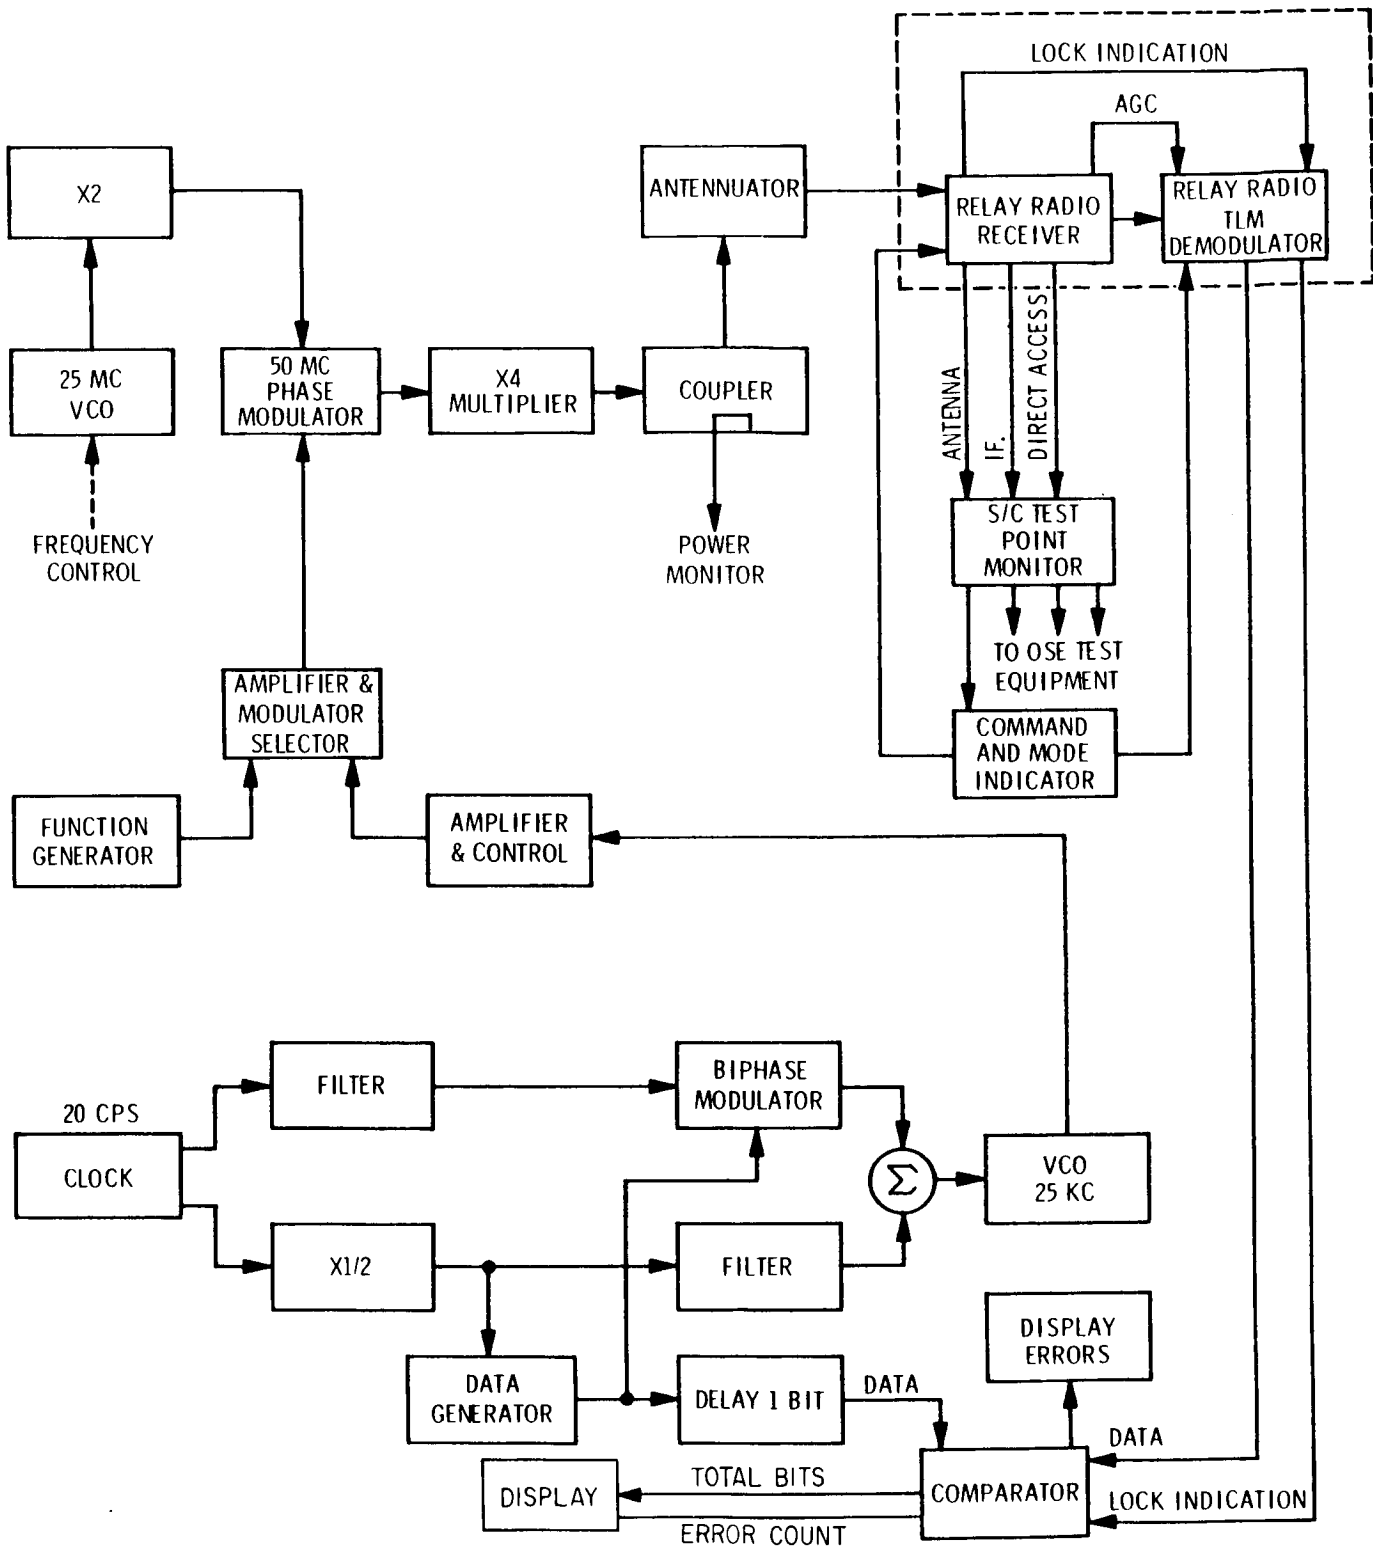 LOCK INDICATION
AGC
X2
ANTENNUATOR
RELAY RADIO
RECEIVER
RELAY RADIO
TLM
DEMODULATOR
25 MC
VCO
50 MC
PHASE
MODULATOR
X4
MULTIPLIER
COUPLER
ANTENNA
IF.
DIRECT ACCESS
FREQUENCY
CONTROL
POWER
MONITOR
S/C TEST
POINT
MONITOR
TO OSE TEST
EQUIPMENT
AMPLIFIER &
MODULATOR
SELECTOR
COMMAND
AND MODE
INDICATOR
FUNCTION
GENERATOR
AMPLIFIER
& CONTROL
20 CPS
CLOCK
FILTER
BIPHASE
MODULATOR
Σ
VCO
25 KC
X1/2
FILTER
DISPLAY
ERRORS
DATA
GENERATOR
DELAY 1 BIT
DATA
DATA
DISPLAY
TOTAL BITS
ERROR COUNT
COMPARATOR
LOCK INDICATION